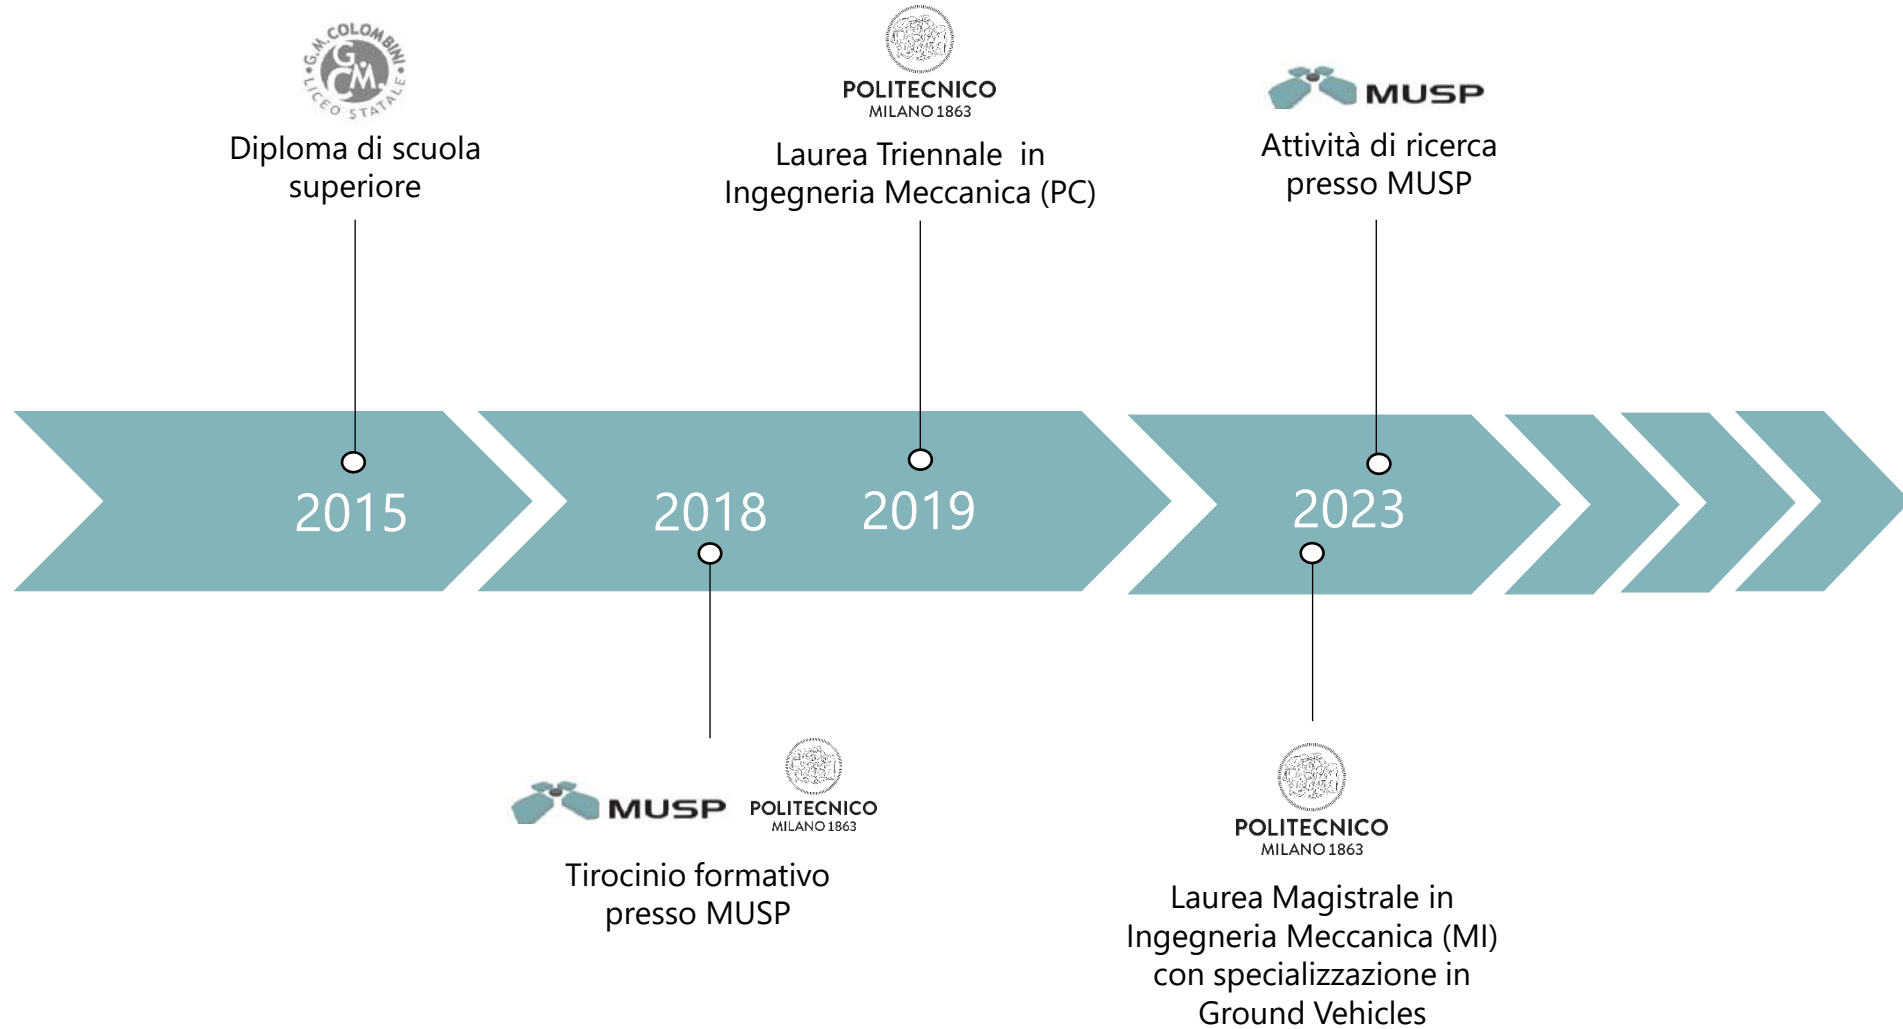 G.M.COLOMBINI
G
CM.
LICEO STATALE
Diploma di scuola
superiore
POLITECNICO
MILANO 1863
Laurea Triennale in
Ingegneria Meccanica (PC)
MUSP
Attività di ricerca
presso MUSP
2015
2018
2019
2023
MUSP
POLITECNICO
MILANO 1863
Tirocinio formativo
presso MUSP
POLITECNICO
MILANO 1863
Laurea Magistrale in
Ingegneria Meccanica (MI)
con specializzazione in
Ground Vehicles